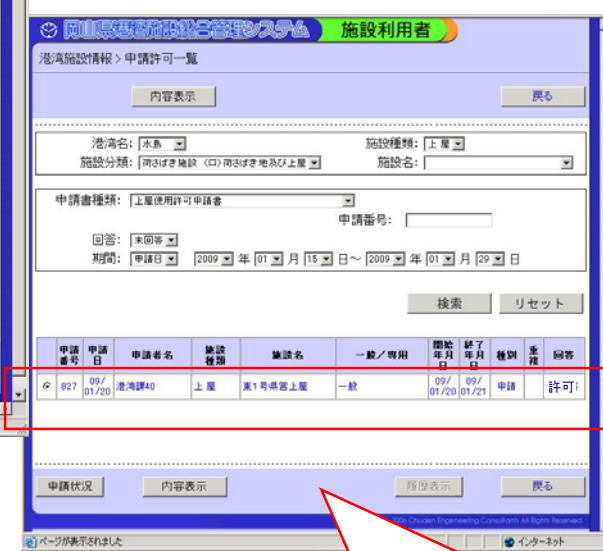 岡山県港湾施設総合管理システム 施設利用者
港湾施設情報 > 申請許可一覧
内容表示 戻る
港湾名: 水島 施設種類: 上屋
施設分類: 荷さばき施設 (ロ)荷さばき地及び上屋 施設名:
申請書種類: 上屋使用許可申請書
申請番号:
回答: 未回答
期間: 申請日 2009 年 01 月 15 日~ 2009 年 01 月 29 日
検索 リセット
申請番号 申請日 申請者名 施設種類 施設名 一般/専用 開始年月日 終了年月日 種別 重複 回答
827 09/01/20 港湾課40 上屋 東1号県営上屋 一般 09/01/20 09/01/21 申請 許可
申請状況 内容表示 履歴表示 戻る
Chuden Engineering Consultants All Rights Reserved.
ページが表示されました インターネット